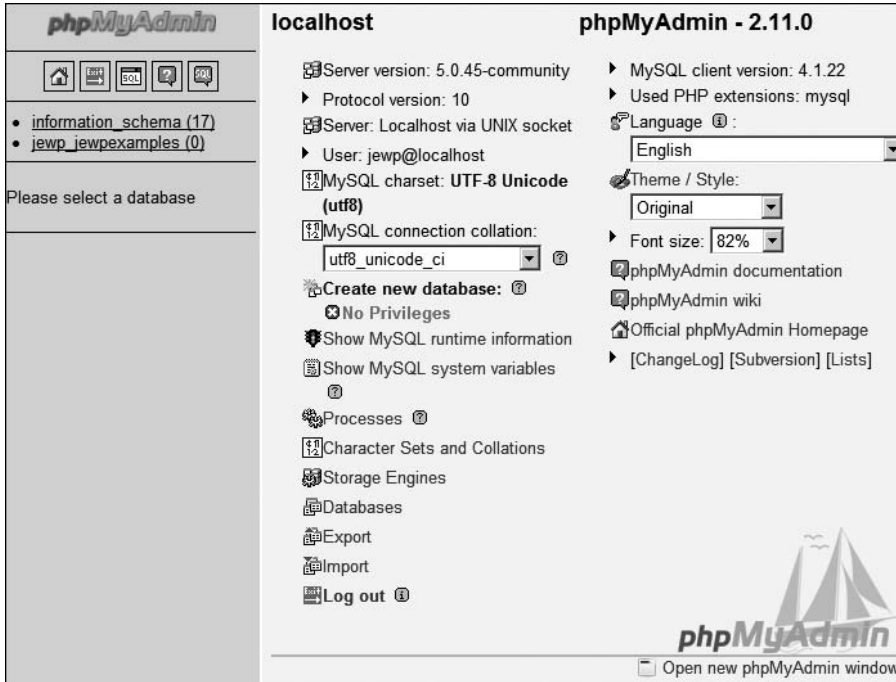 phpMyAdmin
Exit
SQL
SQL
information_schema (17)
jewp_jewpexamples (0)
Please select a database
localhost
Server version: 5.0.45-community
Protocol version: 10
Server: Localhost via UNIX socket
User: jewp@localhost
MySQL charset: UTF-8 Unicode
(utf8)
MySQL connection collation:
utf8_unicode_ci
Create new database:
No Privileges
Show MySQL runtime information
Show MySQL system variables
Processes
Character Sets and Collations
Storage Engines
Databases
Export
Import
Log out
phpMyAdmin - 2.11.0
MySQL client version: 4.1.22
Used PHP extensions: mysql
Language :
English
Theme / Style:
Original
Font size: 82%
phpMyAdmin documentation
phpMyAdmin wiki
Official phpMyAdmin Homepage
[ChangeLog] [Subversion] [Lists]
phpMyAdmin
Open new phpMyAdmin window